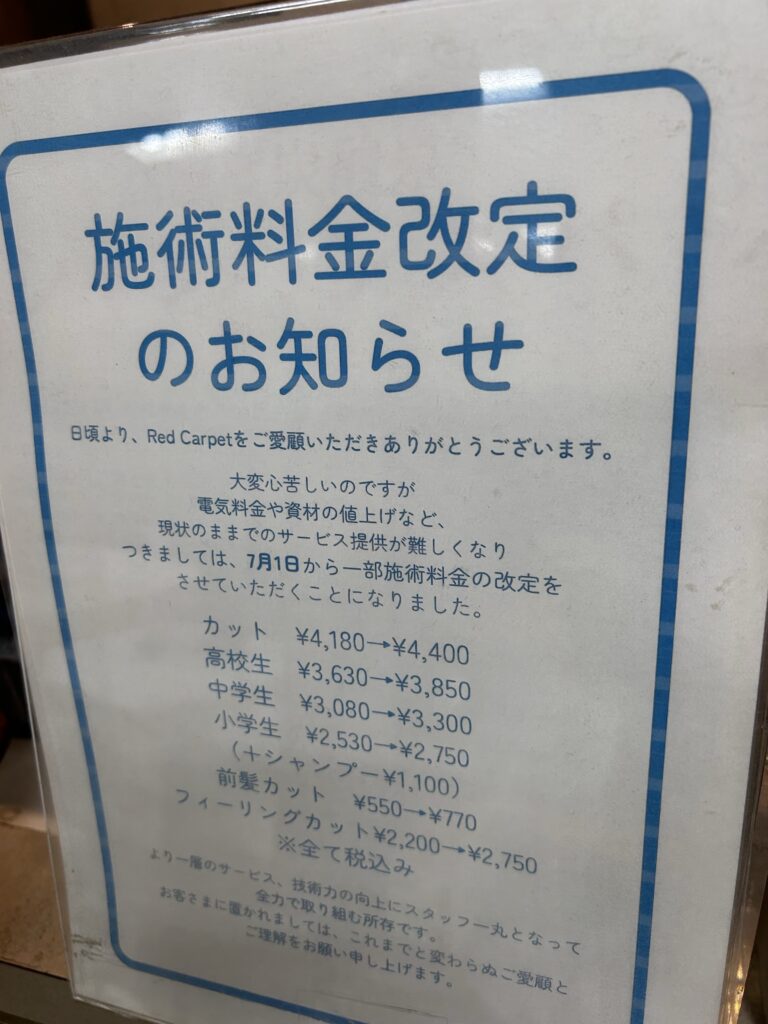 施術料金改定
のお知らせ
日頃より、Red Carpetをご愛顧いただきありがとうございます。
大変心苦しいのですが
電気料金や資材の値上げなど、
現状のままでのサービス提供が難しくなり
つきましては、7月1日から一部施術料金の改定を
させていただくことになりました。
カット ¥4,180→¥4,400
高校生 ¥3,630→¥3,850
中学生 ¥3,080→¥3,300
小学生 ¥2,530→¥2,750
（＋シャンプー¥1,100）
前髪カット ¥550→¥770
フィーリングカット¥2,200→¥2,750
※全て税込み
より一層のサービス、技術力の向上にスタッフ一丸となって
全力で取り組む所存です。
お客さまに置かれましては、これまでと変わらぬご愛顧と
ご理解をお願い申し上げます。